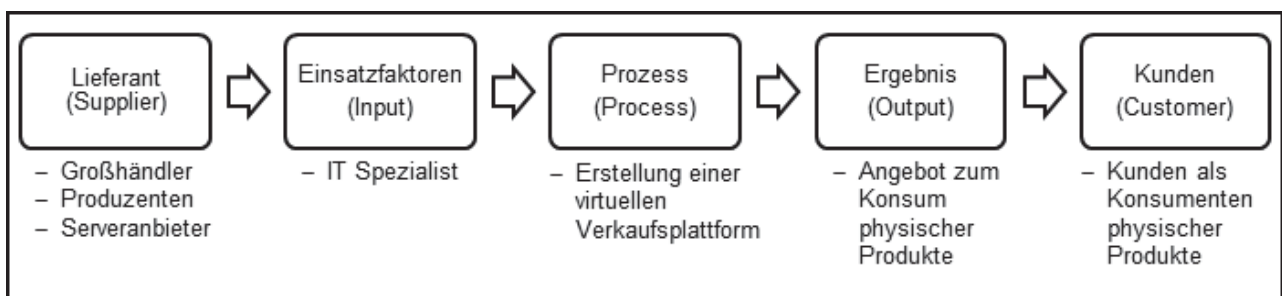 Lieferant
(Supplier)
Einsatzfaktoren
(Input)
Prozess
(Process)
Ergebnis
(Output)
Kunden
(Customer)
– Großhändler
– Produzenten
– Serveranbieter
– IT Spezialist
– Erstellung einer
virtuellen
Verkaufsplattform
– Angebot zum
Konsum
physischer
Produkte
– Kunden als
Konsumenten
physischer
Produkte